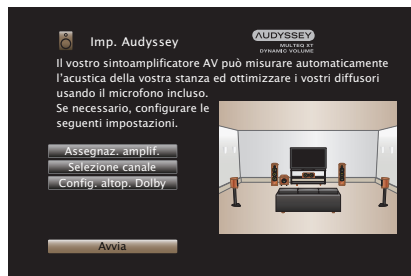 Imp. Audyssey
AUDYSSEY
MULTEQ XT
DYNAMIC VOLUME
Il vostro sintoamplificatore AV può misurare automaticamente
l'acustica della vostra stanza ed ottimizzare i vostri diffusori
usando il microfono incluso.
Se necessario, configurare le
seguenti impostazioni.
Assegnaz. amplif.
Selezione canale
Config. altop. Dolby
Avvia